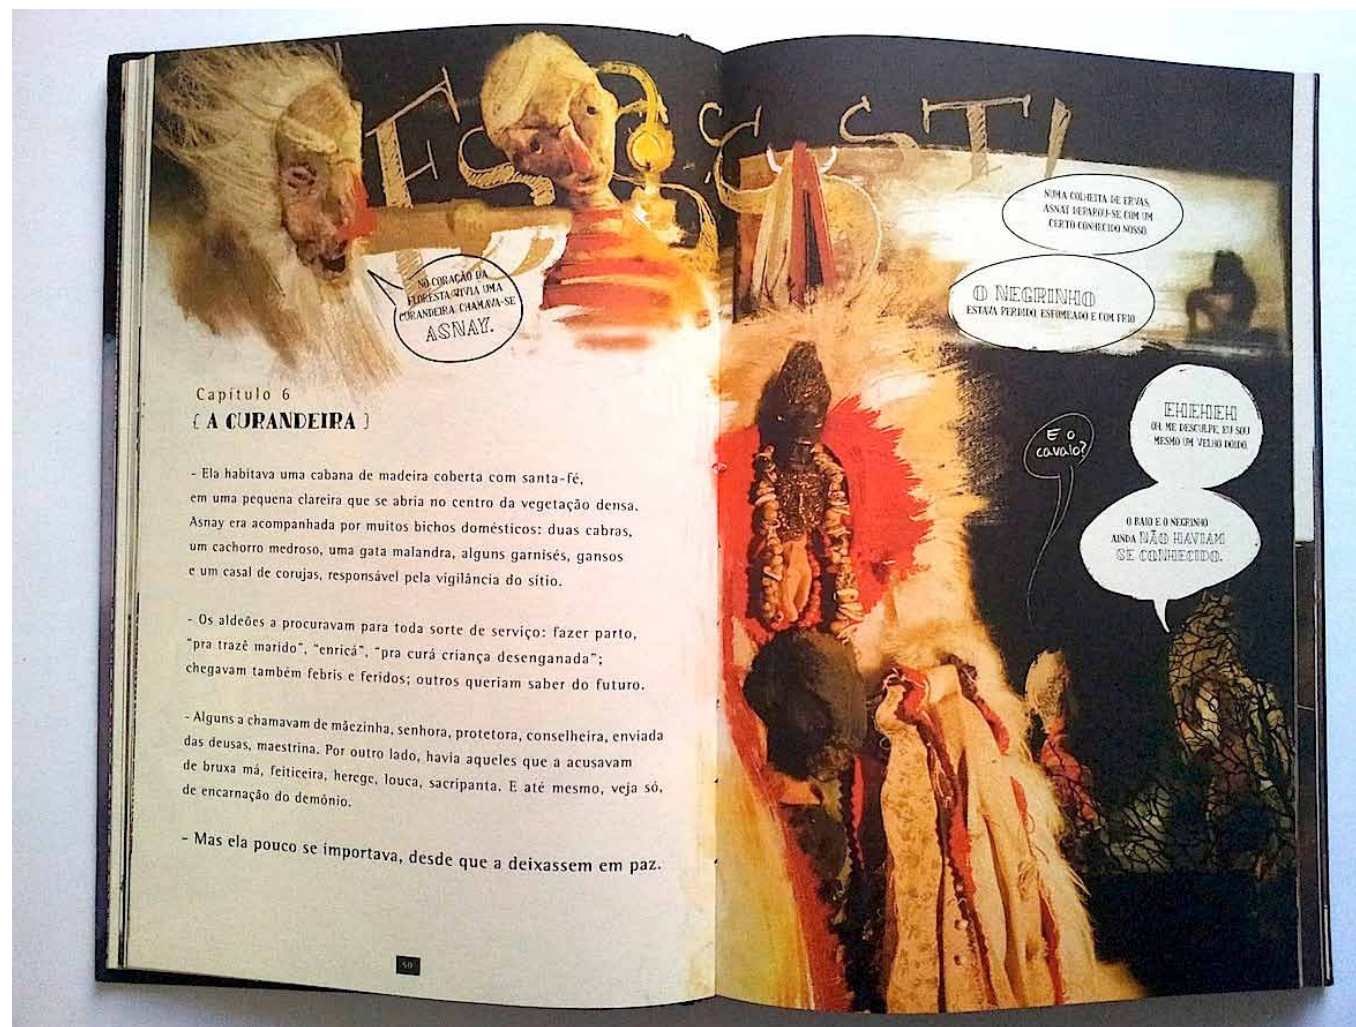 NO CORAÇÃO DA
FLORESTA VIVIA UMA
CURANDEIRA. CHAMAVA-SE
ASNAY.
Capítulo 6
{ A CURANDEIRA }
- Ela habitava uma cabana de madeira coberta com santa-fé,
em uma pequena clareira que se abria no centro da vegetação densa.
Asnay era acompanhada por muitos bichos domésticos: duas cabras,
um cachorro medroso, uma gata malandra, alguns garnisés, gansos
e um casal de corujas, responsável pela vigilância do sítio.
- Os aldeões a procuravam para toda sorte de serviço: fazer parto,
"pra trazê marido", "enricá", "pra curá criança desenganada";
chegavam também febris e feridos; outros queriam saber do futuro.
- Alguns a chamavam de mãezinha, senhora, protetora, conselheira, enviada
das deusas, maestrina. Por outro lado, havia aqueles que a acusavam
de bruxa má, feiticeira, herege, louca, sacripanta. E até mesmo, veja só,
de encarnação do demônio.
- Mas ela pouco se importava, desde que a deixassem em paz.
50
NUMA COLHEITA DE ERVAS,
ASNAY DEPAROU-SE COM UM
CERTO CONHECIDO NOSSO.
O NEGRINHO
ESTAVA PERDIDO, ESFOMEADO E COM FRIO
E O
cavalo?
EHEHEH
OH, ME DESCULPE, EU SOU
MESMO UM VELHO DOIDO.
O BAIO E O NEGRINHO
AINDA NÃO HAVIAM
SE CONHECIDO.